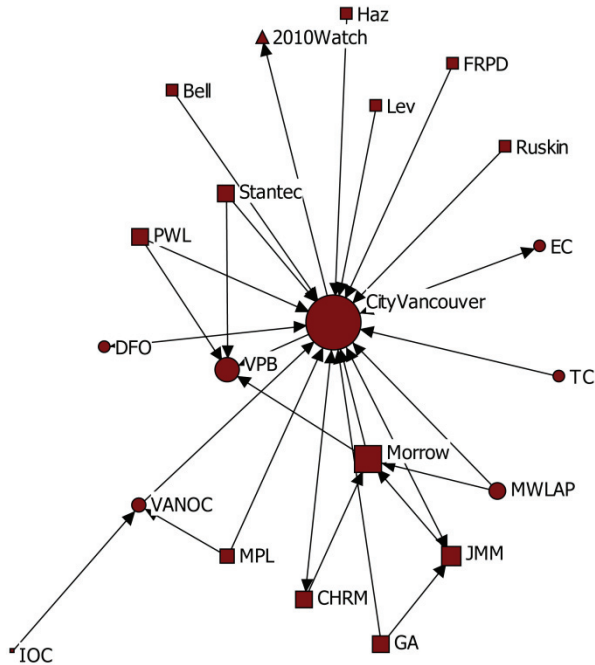 Haz
2010Watch
FRPD
Bell
Lev
Ruskin
Stantec
PWL
EC
CityVancouver
DFO
VPB
TC
Morrow
MWLAP
VANOC
MPL
JMM
CHRM
GA
IOC